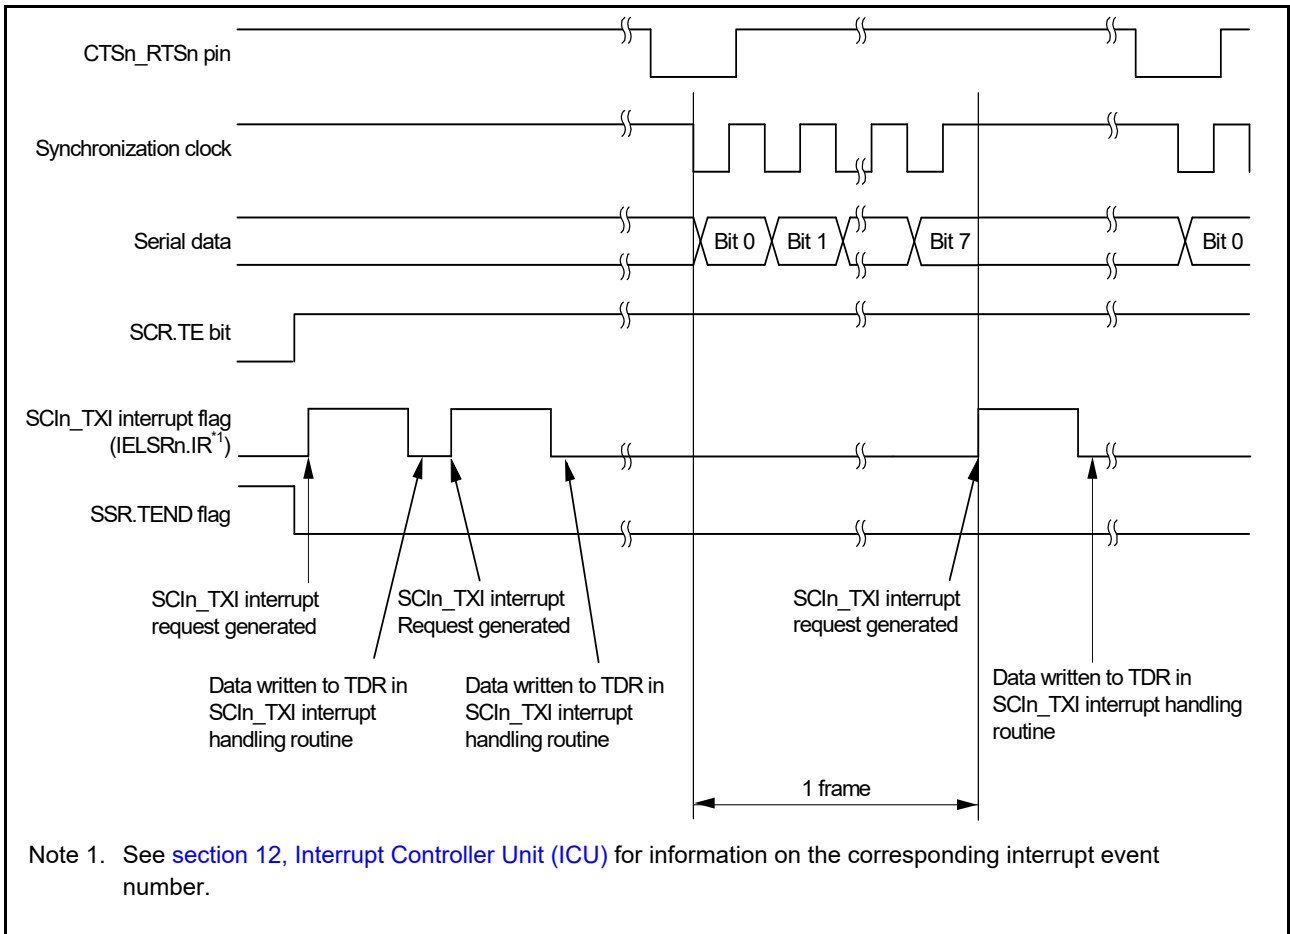 CTSn_RTSn pin
Synchronization clock
Serial data
Bit 0
Bit 1
Bit 7
Bit 0
SCR.TE bit
SCIn_TXI interrupt flag
(IELSRn.IR*1)
SSR.TEND flag
SCIn_TXI interrupt
request generated
SCIn_TXI interrupt
Request generated
SCIn_TXI interrupt
request generated
Data written to TDR in
SCIn_TXI interrupt
handling routine
Data written to TDR in
SCIn_TXI interrupt
handling routine
Data written to TDR in
SCIn_TXI interrupt handling
routine
1 frame
Note 1. See section 12, Interrupt Controller Unit (ICU) for information on the corresponding interrupt event
number.